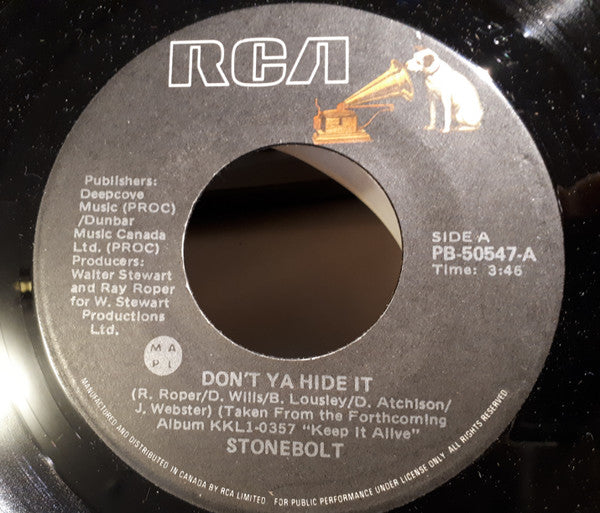 RCA
Publishers:
Deepcove
Music (PROC)
/Dunbar
Music Canada
Ltd. (PROC)
Producers:
Walter Stewart
and Ray Roper
for W. Stewart
Productions
Ltd.
SIDE A
PB-50547-A
Time: 3:46
M A
P L
DON'T YA HIDE IT
(R. Roper/D. Wills/B. Lousley/D. Atchison/
J. Webster) (Taken From the Forthcoming
Album KKL1-0357 "Keep it Alive")
STONEBOLT
MANUFACTURED AND DISTRIBUTED IN CANADA BY RCA LIMITED FOR PUBLIC PERFORMANCE UNDER LICENSE ONLY. ALL RIGHTS RESERVED.